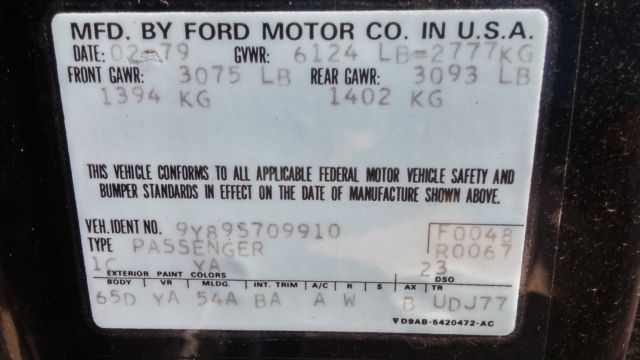 MFD. BY FORD MOTOR CO. IN U.S.A.
DATE: 02-79 GVWR: 6124 LB=2777KG
FRONT GAWR: 3075 LB REAR GAWR: 3093 LB
1394 KG 1402 KG
THIS VEHICLE CONFORMS TO ALL APPLICABLE FEDERAL MOTOR VEHICLE SAFETY AND
BUMPER STANDARDS IN EFFECT ON THE DATE OF MANUFACTURE SHOWN ABOVE.
VEH. IDENT NO. 9Y89S709910 F0048
TYPE PASSENGER R0067
1C YA 23
EXTERIOR PAINT COLORS DSO
BODY VR MLDG. INT. TRIM A/C R S AX TR
65D YA 54A BA A W B UDJ77
D9AB-5420472-AC